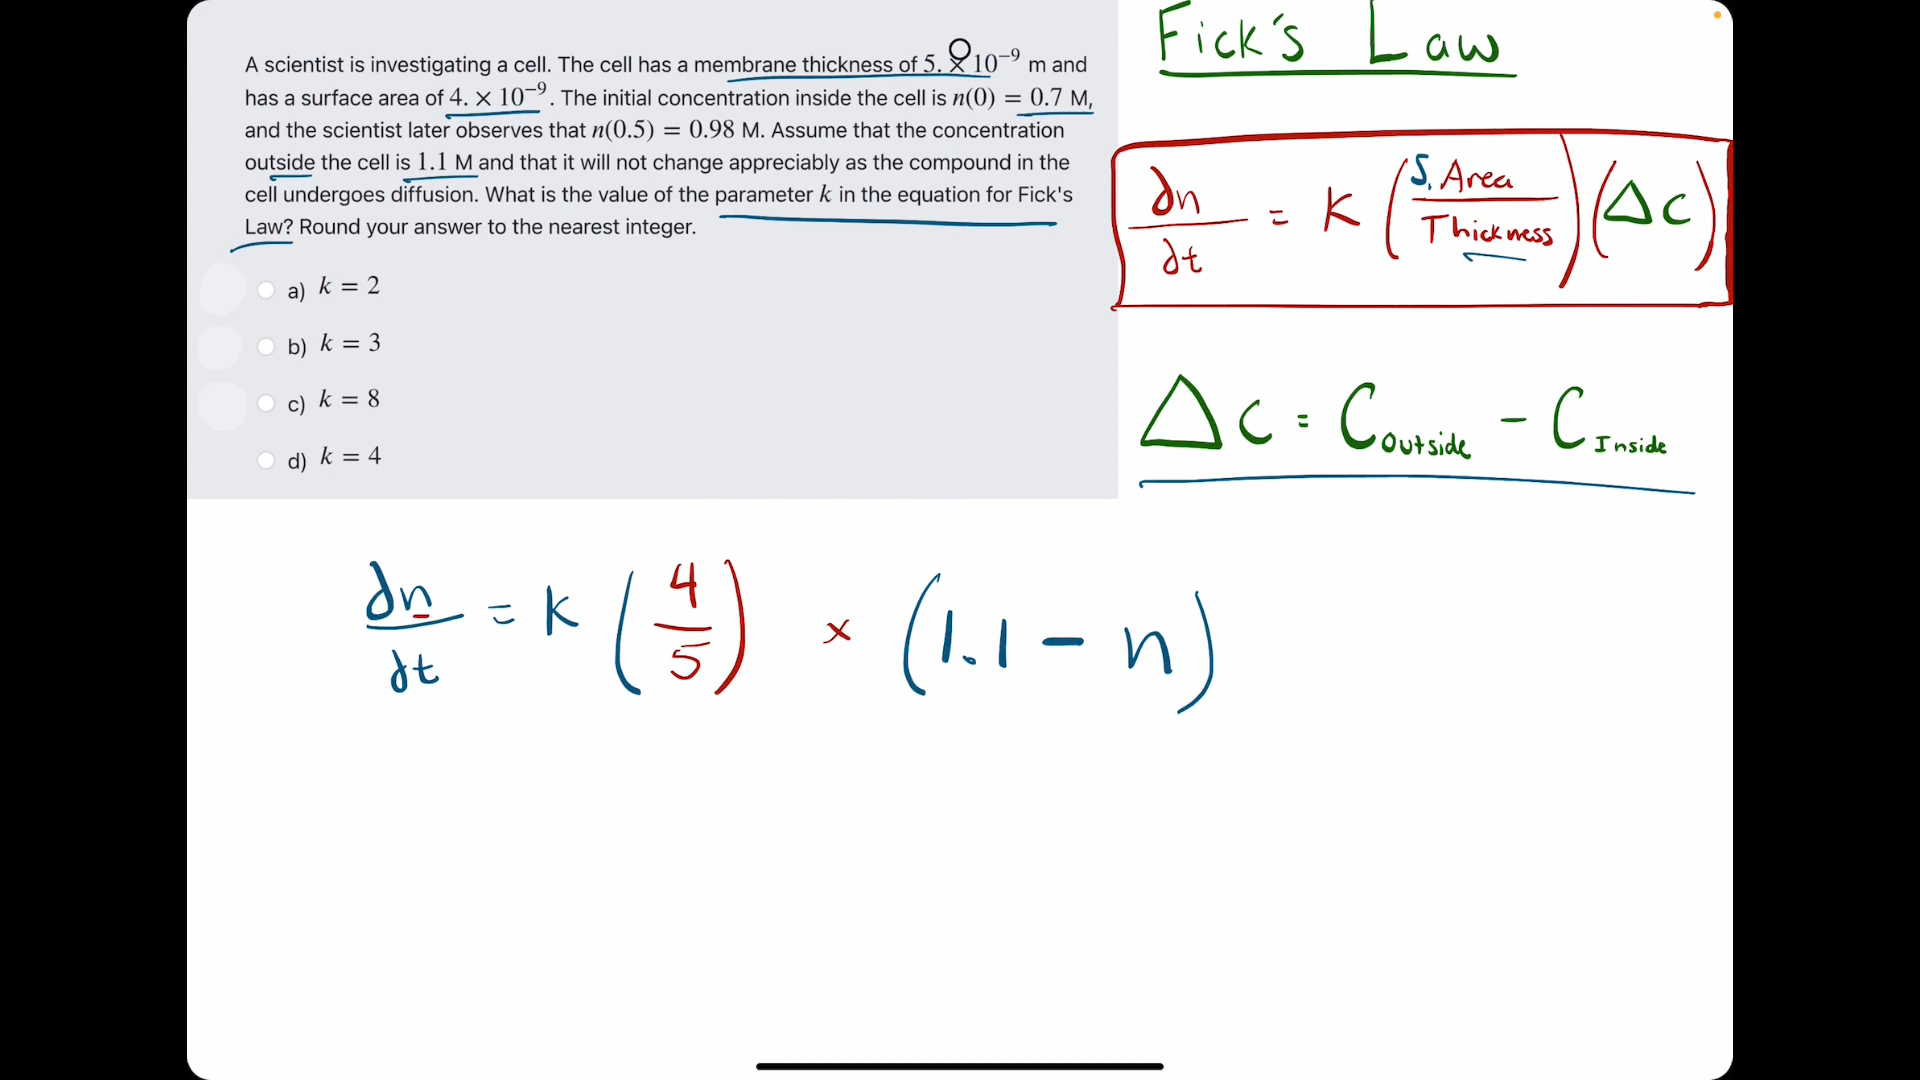 A scientist is investigating a cell. The cell has a membrane thickness of 5. × 10⁻⁹ m and
has a surface area of 4. × 10⁻⁹. The initial concentration inside the cell is n(0) = 0.7 M,
and the scientist later observes that n(0.5) = 0.98 M. Assume that the concentration
outside the cell is 1.1 M and that it will not change appreciably as the compound in the
cell undergoes diffusion. What is the value of the parameter k in the equation for Fick's
Law? Round your answer to the nearest integer.
a) k = 2
b) k = 3
c) k = 8
d) k = 4
Fick's Law
∂n/∂t = K (S. Area/Thickness) (ΔC)
ΔC = C Outside − C Inside
∂n/∂t = K (4/5) × (1.1 − n)